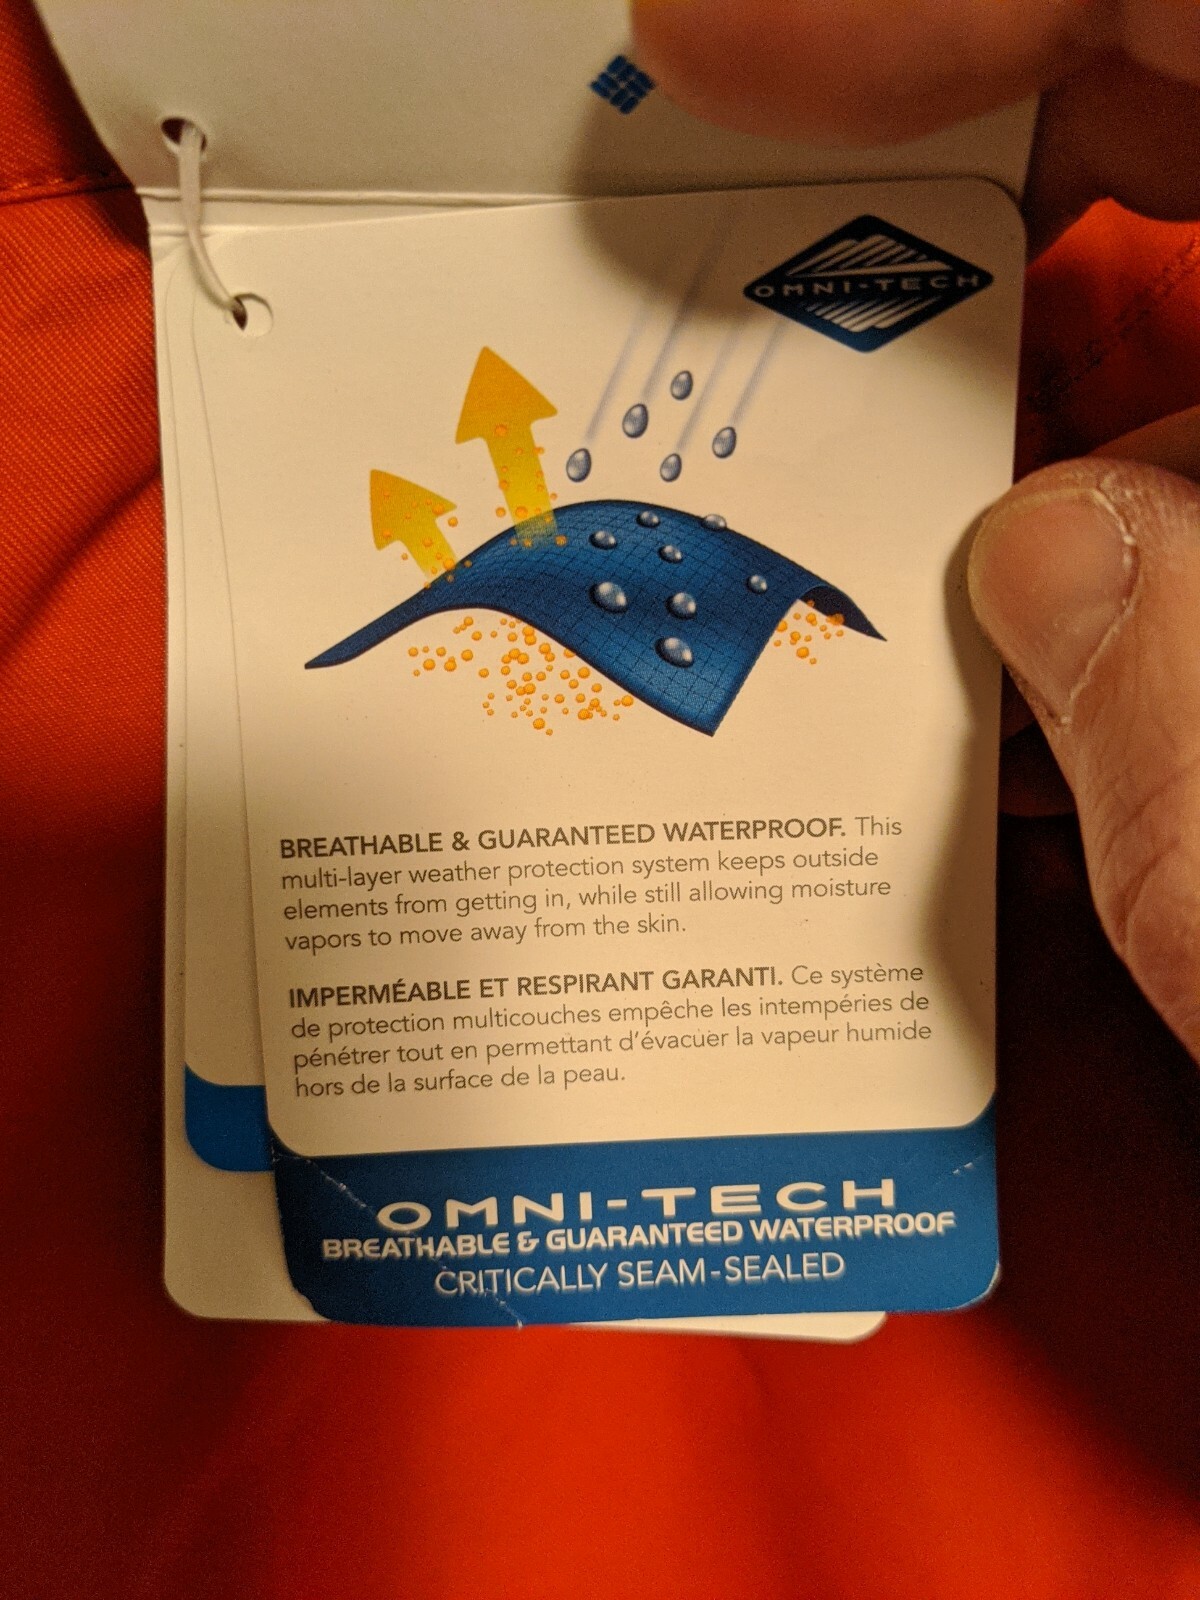 OMNI-TECH
BREATHABLE & GUARANTEED WATERPROOF. This
multi-layer weather protection system keeps outside
elements from getting in, while still allowing moisture
vapors to move away from the skin.
IMPERMÉABLE ET RESPIRANT GARANTI. Ce système
de protection multicouches empêche les intempéries de
pénétrer tout en permettant d'évacuer la vapeur humide
hors de la surface de la peau.
OMNI-TECH
BREATHABLE & GUARANTEED WATERPROOF
CRITICALLY SEAM-SEALED